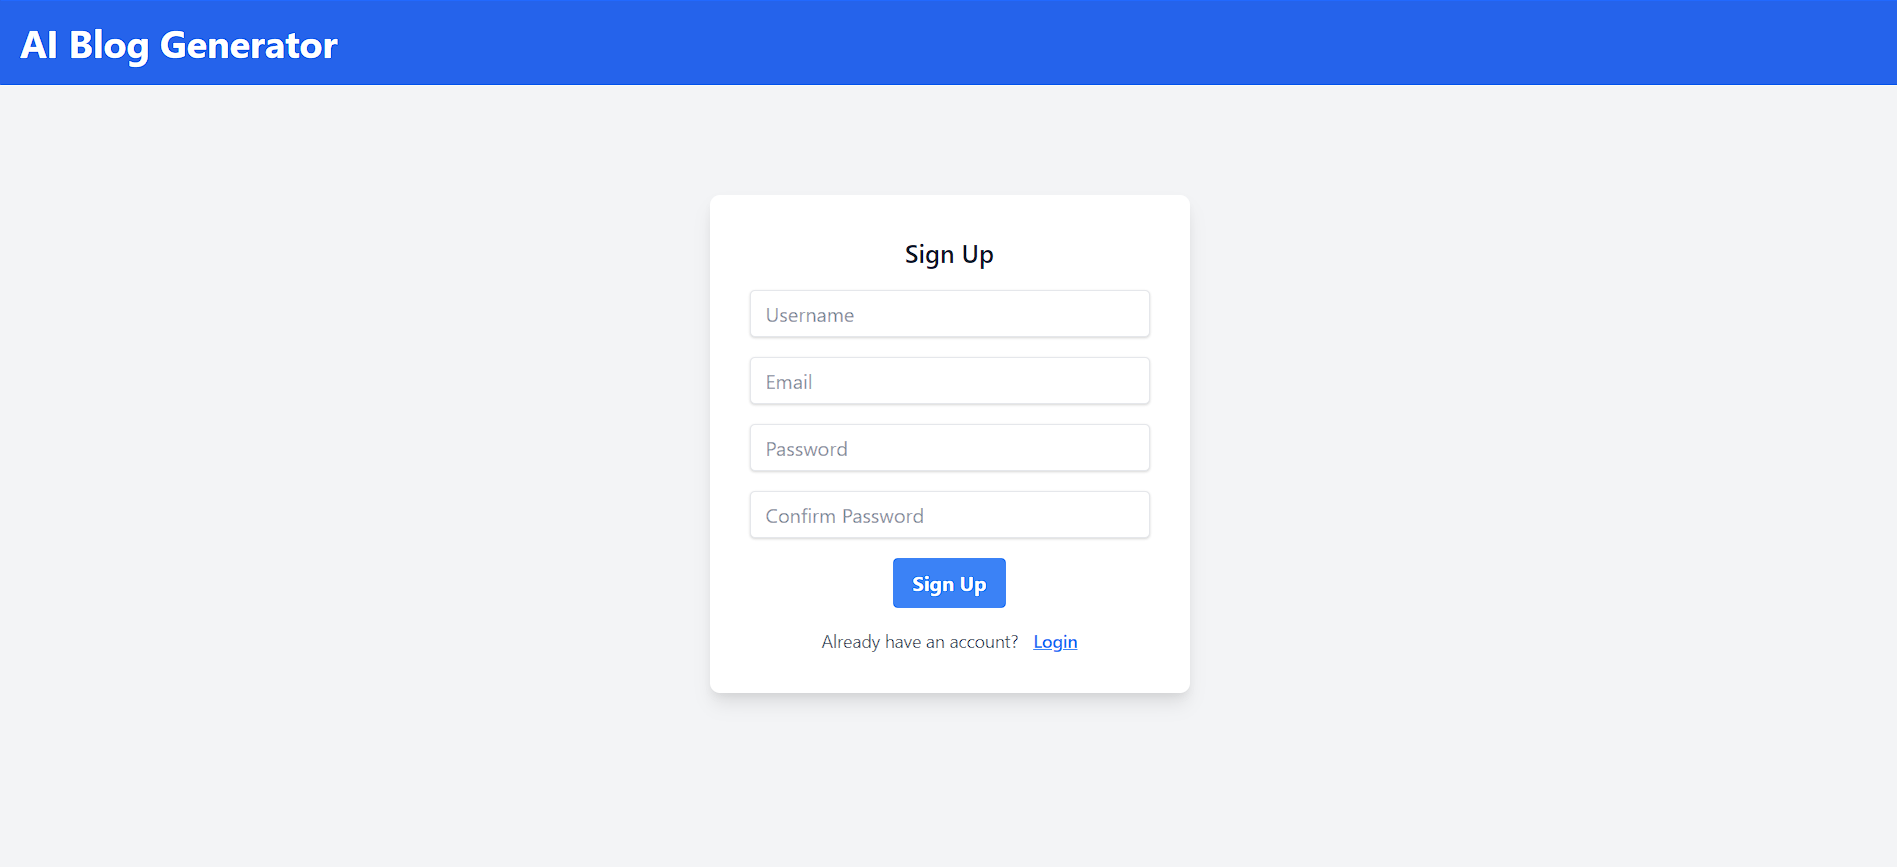 AI Blog Generator
Sign Up
Username
Email
Password
Confirm Password
Sign Up
Already have an account? Login